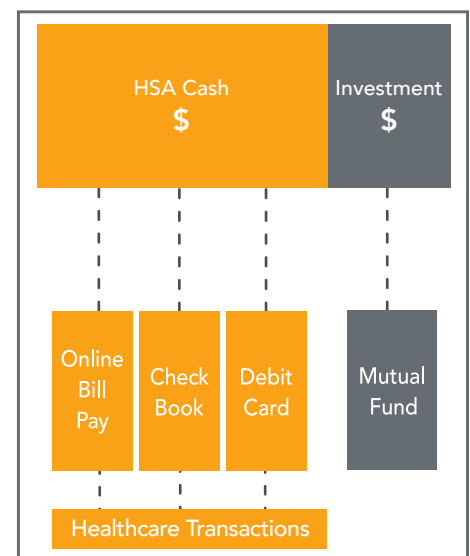 HSA Cash
$
Investment
$
Online
Bill
Pay
Check
Book
Debit
Card
Mutual
Fund
Healthcare Transactions